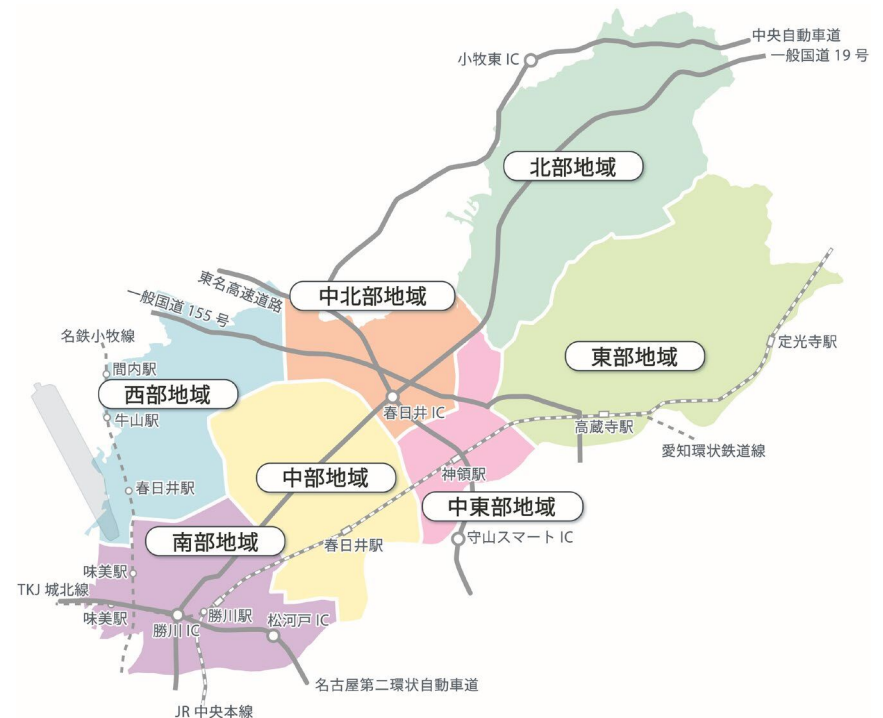 中央自動車道
小牧東 IC
一般国道 19 号
北部地域
東名高速道路
中北部地域
一般国道 155 号
名鉄小牧線
間内駅
西部地域
牛山駅
東部地域
定光寺駅
春日井 IC
高蔵寺駅
愛知環状鉄道線
中部地域
神領駅
春日井駅
中東部地域
南部地域
春日井駅
守山スマート IC
味美駅
TKJ 城北線
味美駅
勝川 IC
勝川駅
松河戸 IC
名古屋第二環状自動車道
JR 中央本線